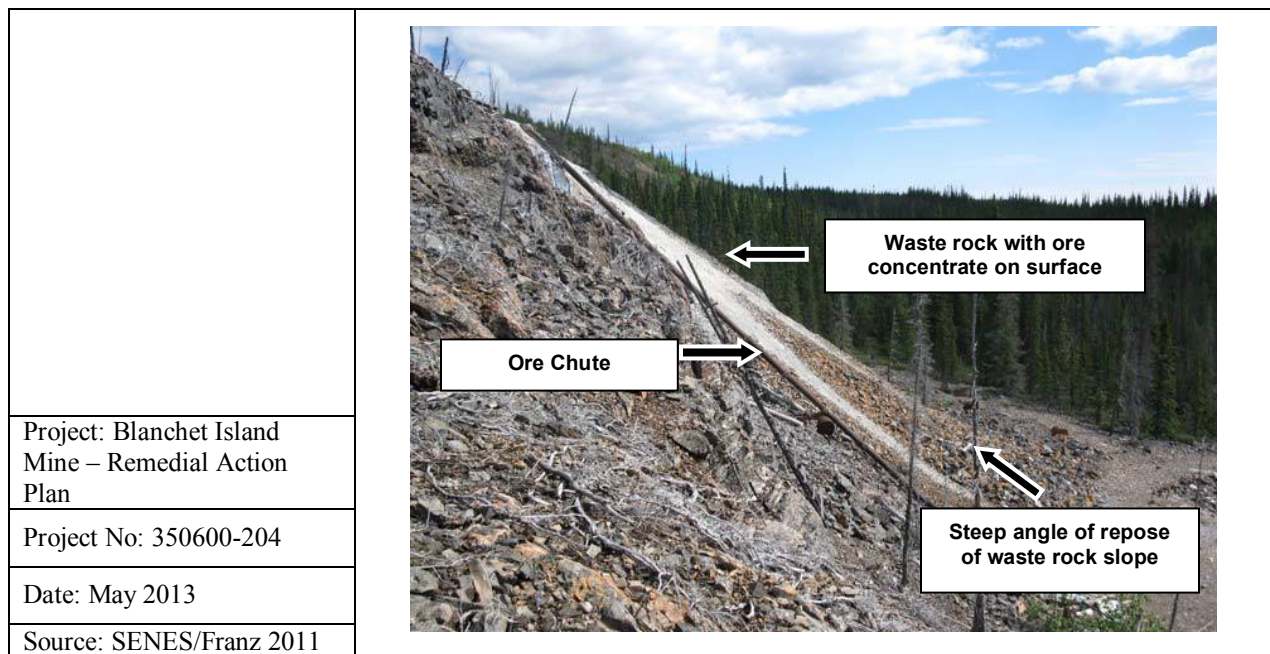 Waste rock with ore
concentrate on surface
Ore Chute
Steep angle of repose
of waste rock slope
Project: Blanchet Island
Mine – Remedial Action
Plan
Project No: 350600-204
Date: May 2013
Source: SENES/Franz 2011